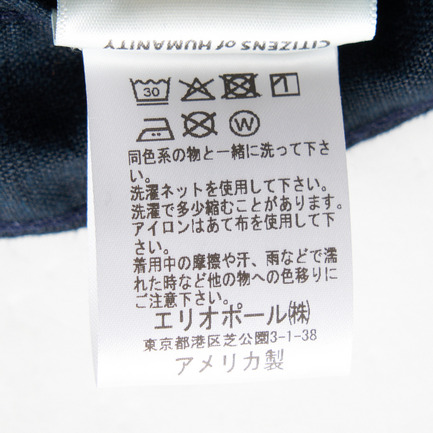 CITIZENS of HUMANITY
30
W
同色系の物と一緒に洗って下さ
い。
洗濯ネットを使用して下さい。
洗濯で多少縮むことがあります。
アイロンはあて布を使用して下
さい。
着用中の摩擦や汗、雨などで濡
れた時など他の物への色移りに
ご注意下さい。
エリオポール㈱
東京都港区芝公園3-1-38
アメリカ製